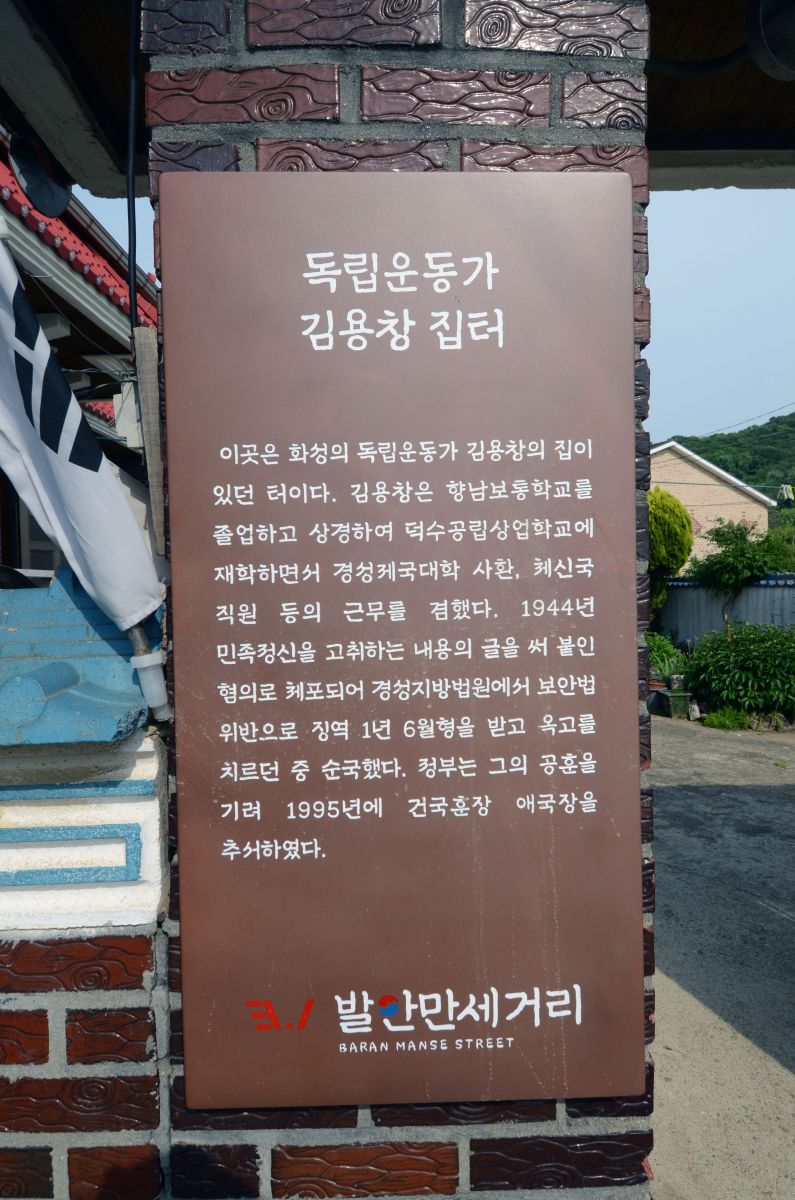 독립운동가
김용창 집터
이곳은 화성의 독립운동가 김용창의 집이
있던 터이다. 김용창은 향남보통학교를
졸업하고 상경하여 덕수공립상업학교에
재학하면서 경성제국대학 사환, 체신국
직원 등의 근무를 겸했다. 1944년
민족정신을 고취하는 내용의 글을 써 붙인
혐의로 체포되어 경성지방법원에서 보안법
위반으로 징역 1년 6월형을 받고 옥고를
치르던 중 순국했다. 정부는 그의 공훈을
기려 1995년에 건국훈장 애국장을
추서하였다.
3.1 발안만세거리
BARAN MANSE STREET